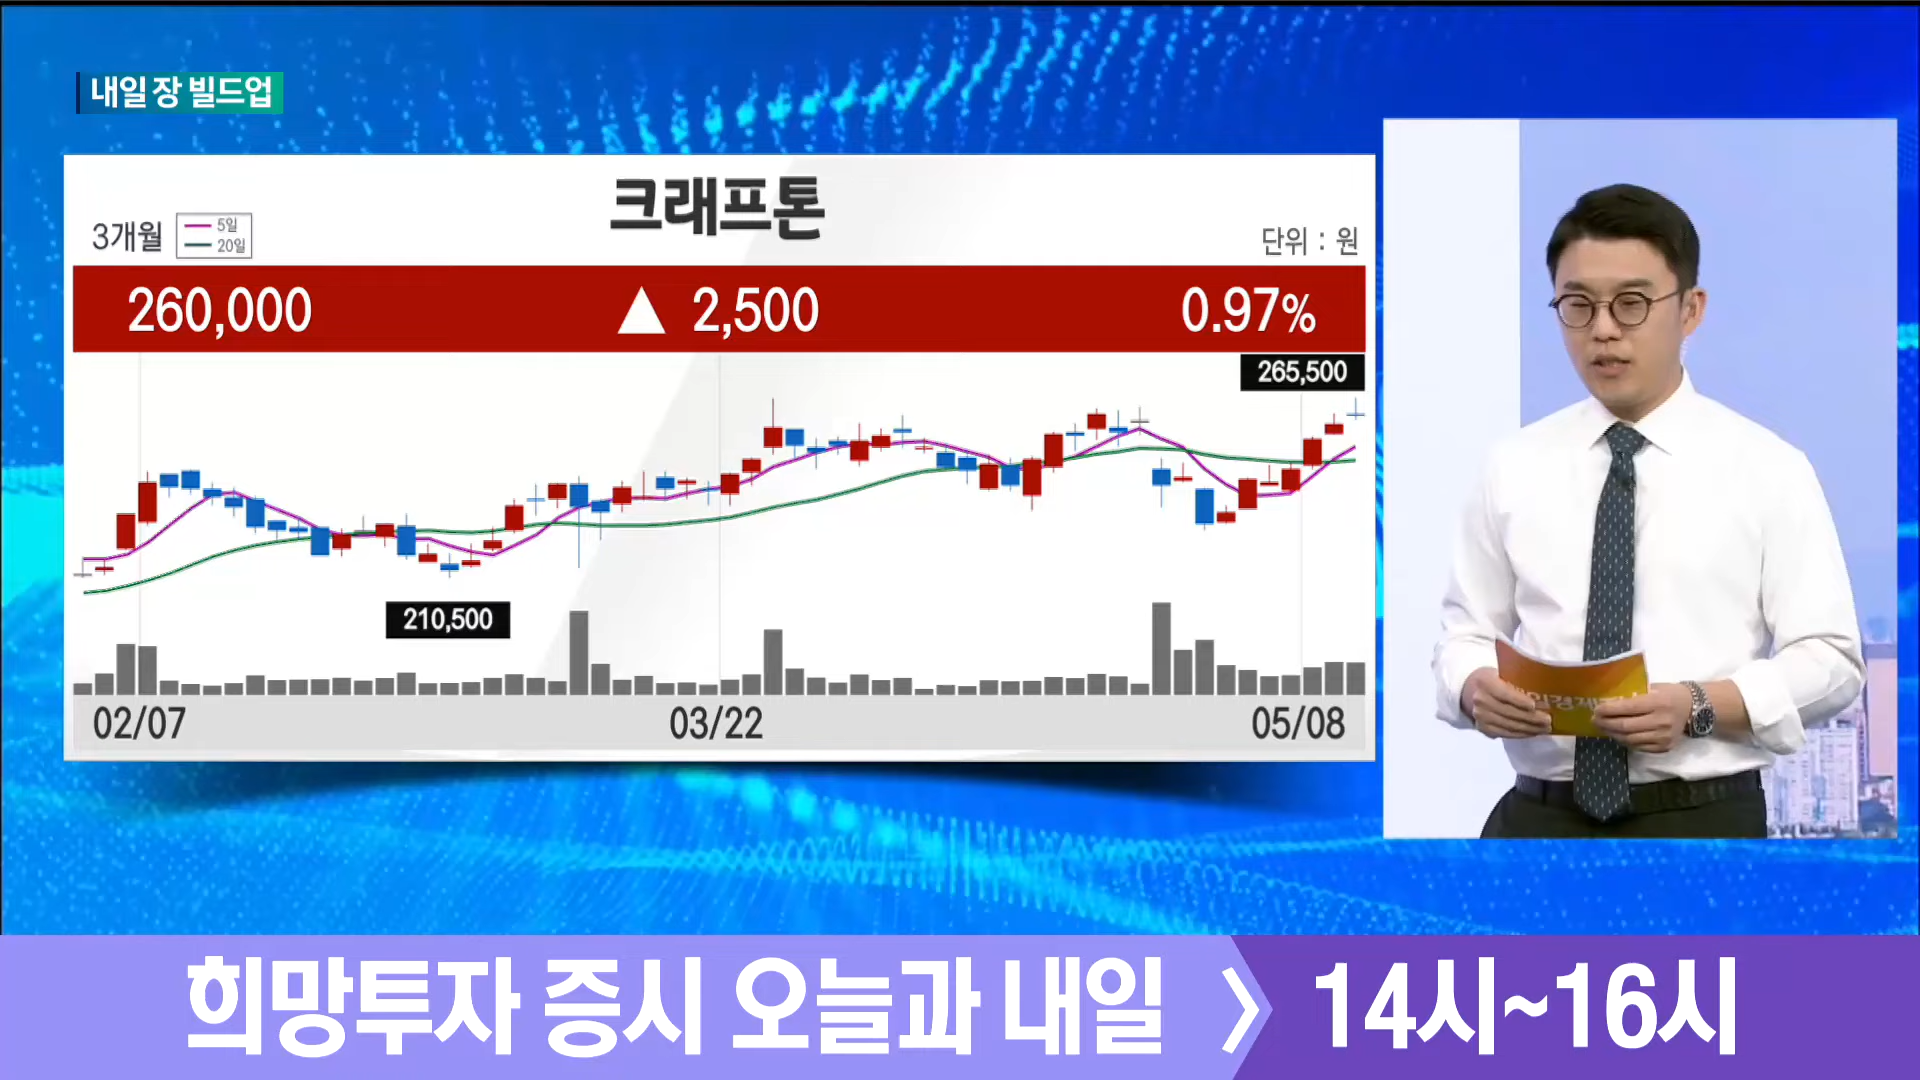 내일 장 빌드업
크래프톤
3개월
5일
20일
단위 : 원
260,000 ▲ 2,500 0.97%
265,500
210,500
02/07 03/22 05/08
희망투자 증시 오늘과 내일 > 14시~16시